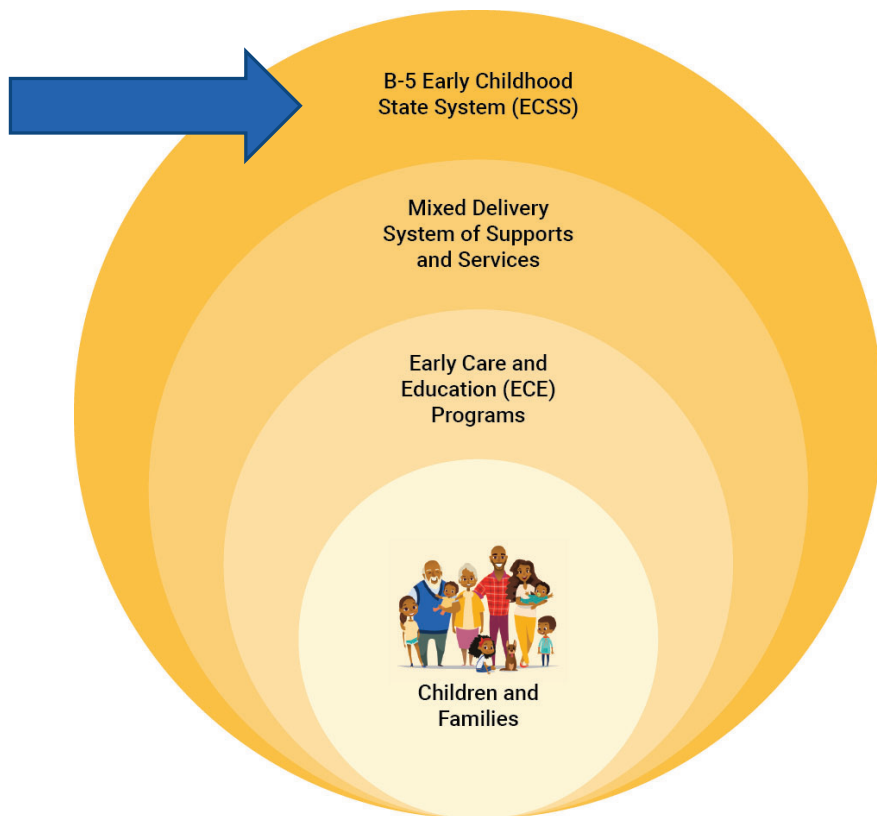 B-5 Early Childhood
State System (ECSS)
Mixed Delivery
System of Supports
and Services
Early Care and
Education (ECE)
Programs
Children and
Families